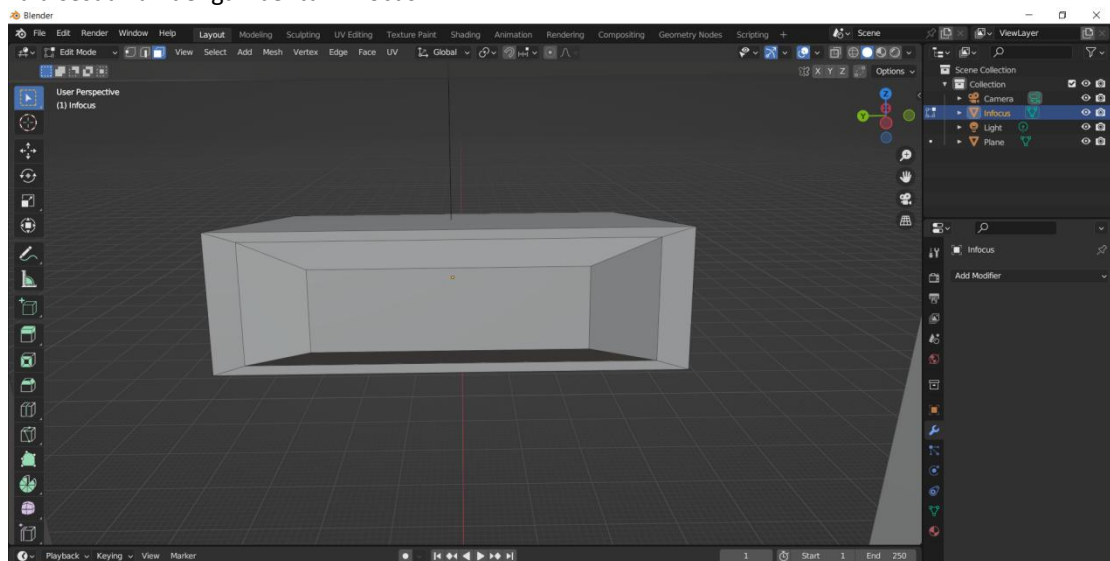 Blender
File Edit Render Window Help Layout Modeling Sculpting UV Editing Texture Paint Shading Animation Rendering Compositing Geometry Nodes Scripting + Scene ViewLayer
Edit Mode View Select Add Mesh Vertex Edge Face UV Global
X Y Z Options
User Perspective
(1) Infocus
Z
Y
Scene Collection
Collection
Camera
Infocus
Light
Plane
Infocus
Add Modifier
Playback Keying View Marker 1 Start 1 End 250